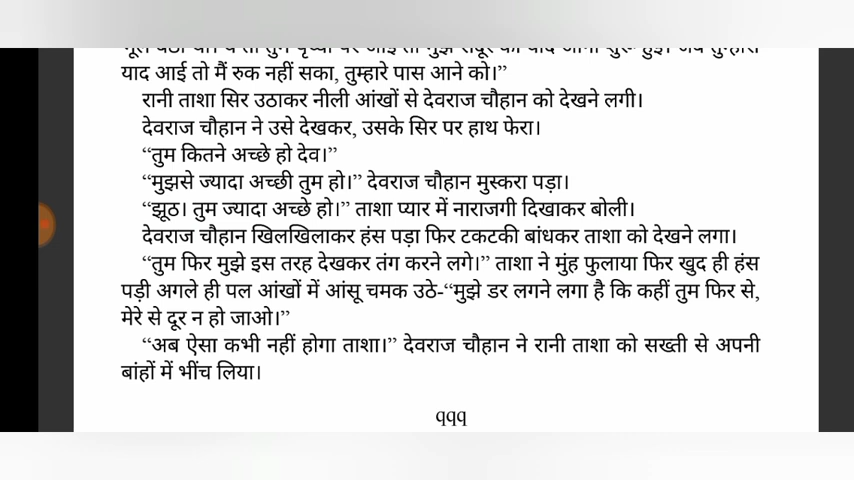 याद आई तो मैं रुक नहीं सका, तुम्हारे पास आने को।”
रानी ताशा सिर उठाकर नीली आंखों से देवराज चौहान को देखने लगी।
देवराज चौहान ने उसे देखकर, उसके सिर पर हाथ फेरा।
“तुम कितने अच्छे हो देव।”
“मुझसे ज्यादा अच्छी तुम हो।” देवराज चौहान मुस्करा पड़ा।
“झूठ। तुम ज्यादा अच्छे हो।” ताशा प्यार में नाराजगी दिखाकर बोली।
देवराज चौहान खिलखिलाकर हंस पड़ा फिर टकटकी बांधकर ताशा को देखने लगा।
“तुम फिर मुझे इस तरह देखकर तंग करने लगे।” ताशा ने मुंह फुलाया फिर खुद ही हंस
पड़ी अगले ही पल आंखों में आंसू चमक उठे-“मुझे डर लगने लगा है कि कहीं तुम फिर से,
मेरे से दूर न हो जाओ।”
“अब ऐसा कभी नहीं होगा ताशा।” देवराज चौहान ने रानी ताशा को सख्ती से अपनी
बांहों में भींच लिया।
qqq